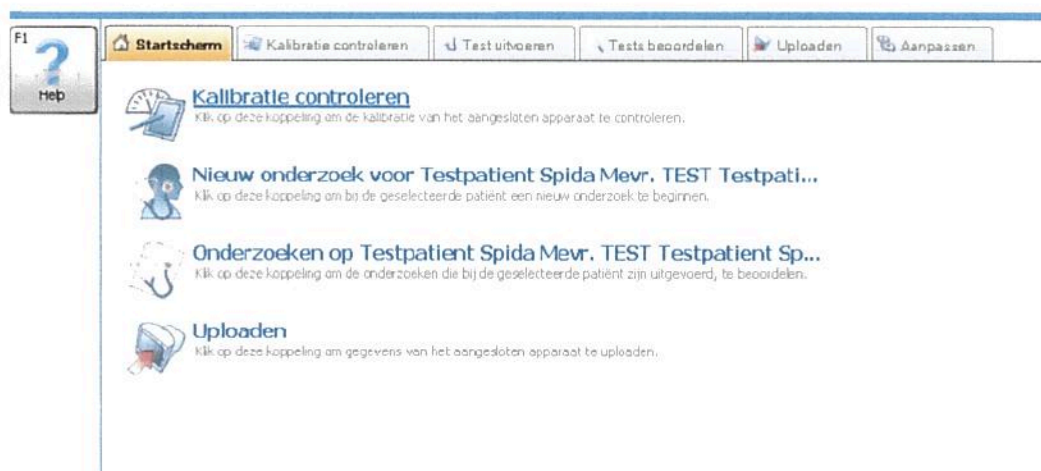 F1
Help
Startscherm
Kalibratie controleren
Test uitvoeren
Tests beoordelen
Uploaden
Aanpassen
Kalibratie controleren
Klik op deze koppeling om de kalibratie van het aangesloten apparaat te controleren.
Nieuw onderzoek voor Testpatient Spida Mevr. TEST Testpati...
Klik op deze koppeling om bij de geselecteerde patiënt een nieuw onderzoek te beginnen.
Onderzoeken op Testpatient Spida Mevr. TEST Testpatient Sp...
Klik op deze koppeling om de onderzoeken die bij de geselecteerde patiënt zijn uitgevoerd, te beoordelen.
Uploaden
Klik op deze koppeling om gegevens van het aangesloten apparaat te uploaden.